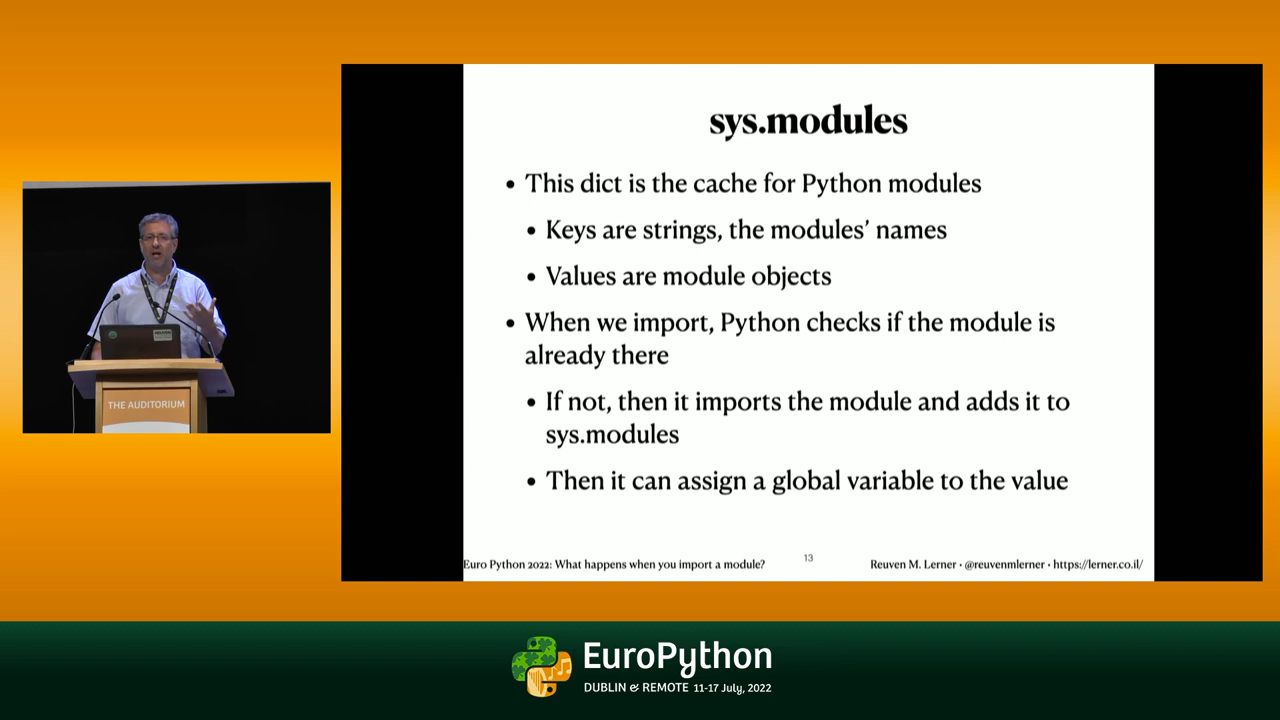 sys.modules
• This dict is the cache for Python modules
• Keys are strings, the modules’ names
• Values are module objects
• When we import, Python checks if the module is
already there
• If not, then it imports the module and adds it to
sys.modules
• Then it can assign a global variable to the value
Euro Python 2022: What happens when you import a module?
13
Reuven M. Lerner • @reuvenmlerner • https://lerner.co.il/
THE AUDITORIUM
EuroPython
DUBLIN & REMOTE 11-17 July, 2022